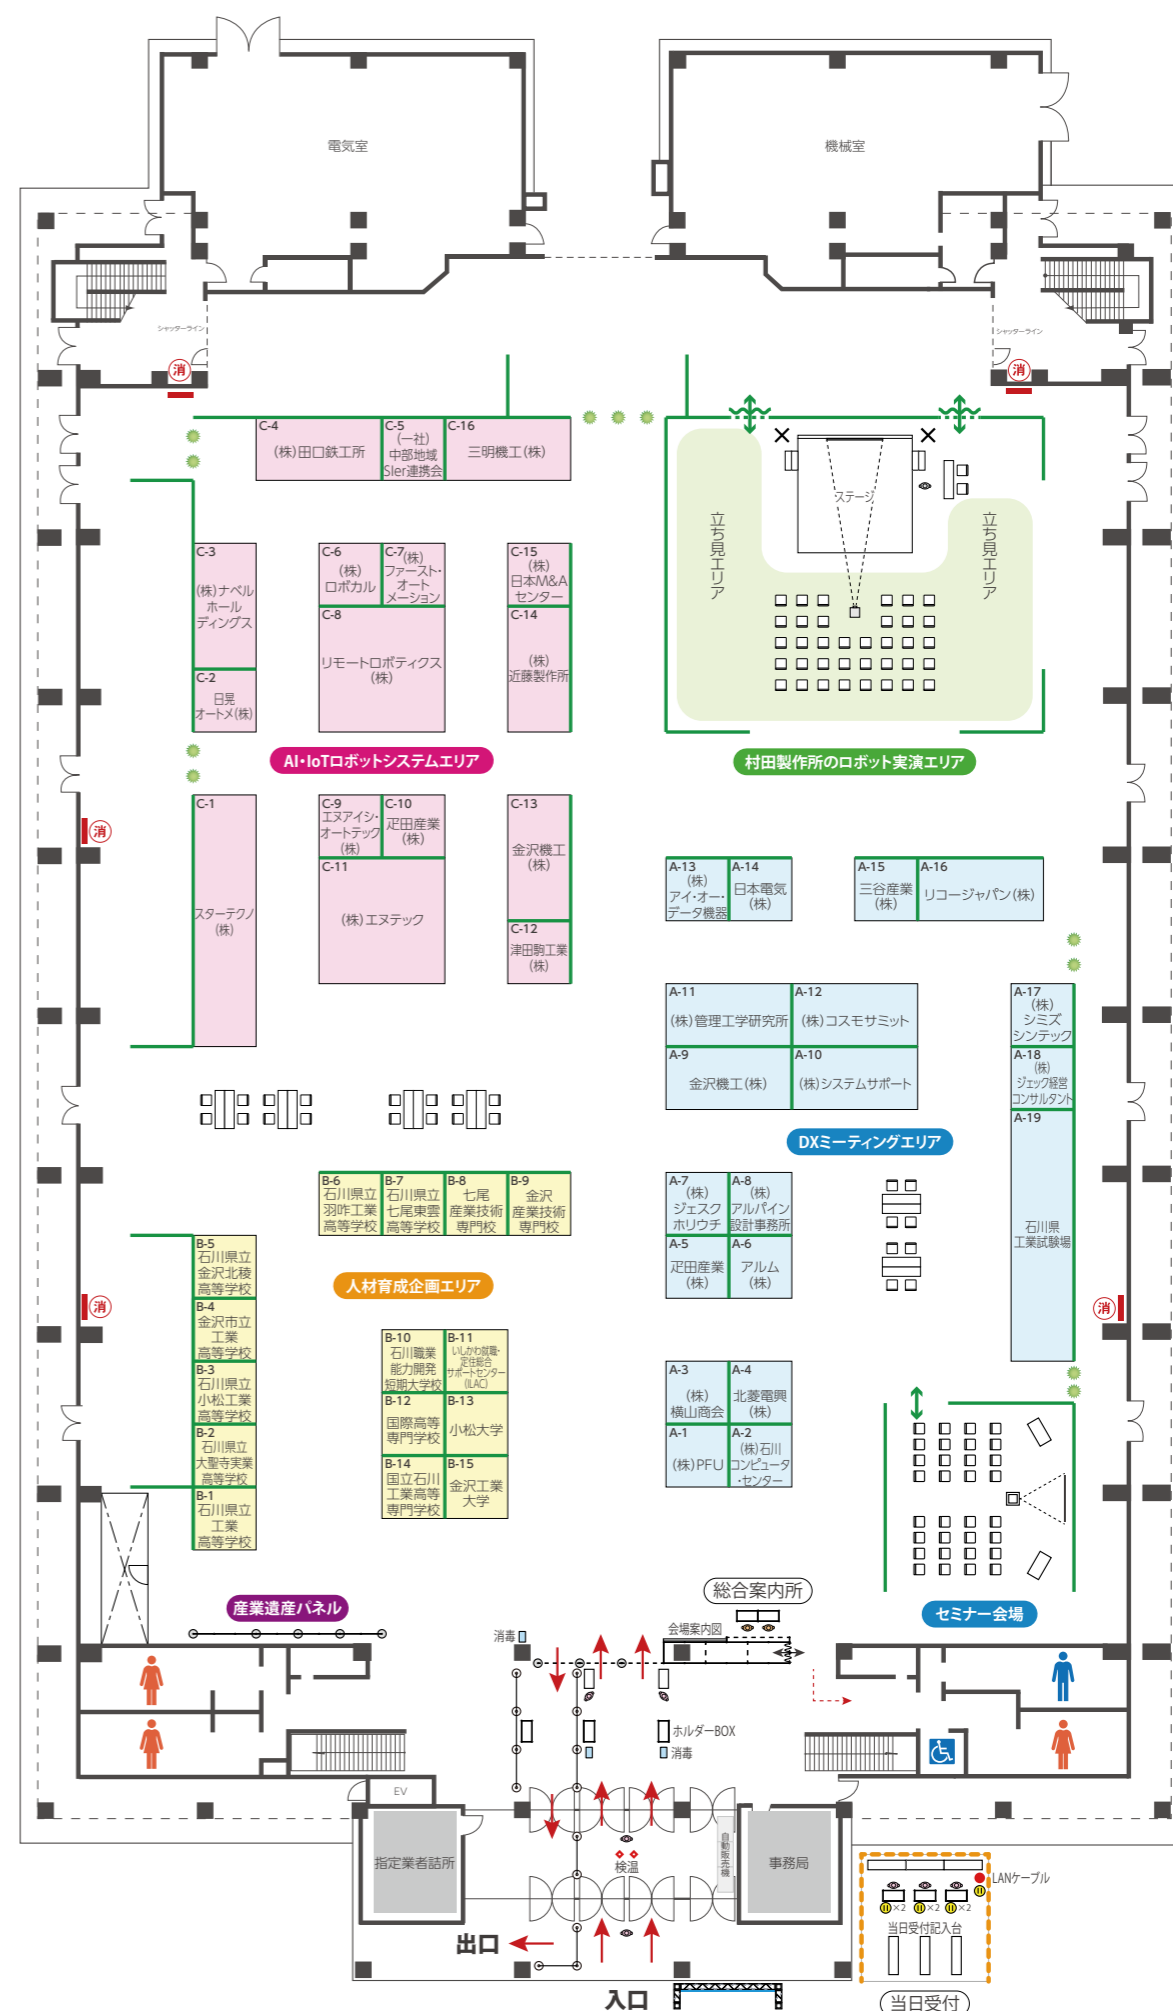 電気室
機械室
シャッターライン
シャッターライン
消
消
C-4
(株)田口鉄工所
C-5
(一社)
中部地域
SIer連携会
C-16
三明機工(株)
ステージ
立ち見エリア
立ち見エリア
C-3
(株)ナベル
ホール
ディングス
C-2
日晃
オートメ(株)
C-6
(株)
ロボカル
C-7
(株)
ファースト・
オート
メーション
C-8
リモートロボティクス
(株)
C-15
(株)
日本M&A
センター
C-14
(株)
近藤製作所
AI・IoTロボットシステムエリア
村田製作所のロボット実演エリア
C-1
スターテクノ
(株)
C-9
エヌアイシ・
オートテック
(株)
C-10
疋田産業
(株)
C-11
(株)エヌテック
C-13
金沢機工
(株)
C-12
津田駒工業
(株)
消
A-13
(株)
アイ・オー・
データ機器
A-14
日本電気
(株)
A-15
三谷産業
(株)
A-16
リコージャパン(株)
A-11
(株)管理工学研究所
A-12
(株)コスモサミット
A-9
金沢機工(株)
A-10
(株)システムサポート
A-17
(株)
シミズ
シンテック
A-18
(株)
ジェック経営
コンサルタント
A-19
石川県
工業試験場
DXミーティングエリア
B-6
石川県立
羽咋工業
高等学校
B-7
石川県立
七尾東雲
高等学校
B-8
七尾
産業技術
専門校
B-9
金沢
産業技術
専門校
A-7
(株)
ジェスク
ホリウチ
A-8
(株)
アルパイン
設計事務所
A-5
疋田産業
(株)
A-6
アルム
(株)
B-5
石川県立
金沢北稜
高等学校
B-4
金沢市立
工業
高等学校
B-3
石川県立
小松工業
高等学校
B-2
石川県立
大聖寺実業
高等学校
B-1
石川県立
工業
高等学校
人材育成企画エリア
消
消
B-10
石川職業
能力開発
短期大学校
B-11
いしかわ就職・
定住総合
サポートセンター
(ILAC)
B-12
国際高等
専門学校
B-13
小松大学
B-14
国立石川
工業高等
専門学校
B-15
金沢工業
大学
A-3
(株)
横山商会
A-4
北菱電興
(株)
A-1
(株)PFU
A-2
(株)石川
コンピュータ
・センター
産業遺産パネル
総合案内所
セミナー会場
会場案内図
消毒
ホルダーBOX
消毒
EV
指定業者詰所
検温
自動販売機
事務局
LANケーブル
×2
×2
×2
当日受付記入台
出口
入口
当日受付